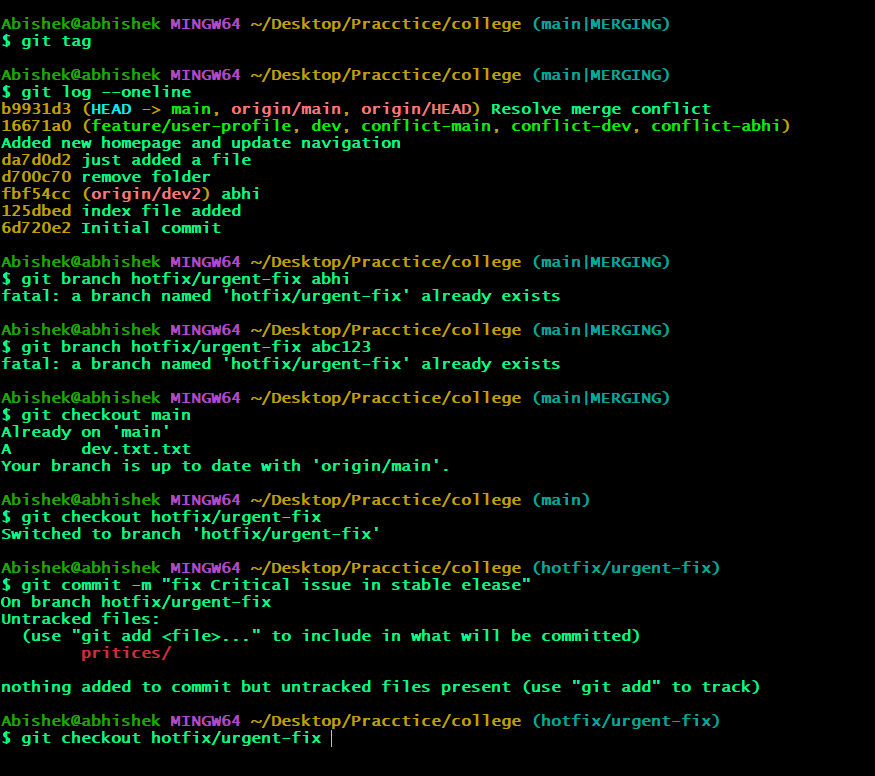 Abishek@abhishek MINGW64 ~/Desktop/Pracctice/college (main|MERGING)
$ git tag
Abishek@abhishek MINGW64 ~/Desktop/Pracctice/college (main|MERGING)
$ git log --oneline
b9931d3 (HEAD -> main, origin/main, origin/HEAD) Resolve merge conflict
16671a0 (feature/user-profile, dev, conflict-main, conflict-dev, conflict-abhi)
Added new homepage and update navigation
da7d0d2 just added a file
d700c70 remove folder
fbf54cc (origin/dev2) abhi
125dbed index file added
6d720e2 Initial commit
Abishek@abhishek MINGW64 ~/Desktop/Pracctice/college (main|MERGING)
$ git branch hotfix/urgent-fix abhi
fatal: a branch named 'hotfix/urgent-fix' already exists
Abishek@abhishek MINGW64 ~/Desktop/Pracctice/college (main|MERGING)
$ git branch hotfix/urgent-fix abc123
fatal: a branch named 'hotfix/urgent-fix' already exists
Abishek@abhishek MINGW64 ~/Desktop/Pracctice/college (main|MERGING)
$ git checkout main
Already on 'main'
A       dev.txt.txt
Your branch is up to date with 'origin/main'.
Abishek@abhishek MINGW64 ~/Desktop/Pracctice/college (main)
$ git checkout hotfix/urgent-fix
Switched to branch 'hotfix/urgent-fix'
Abishek@abhishek MINGW64 ~/Desktop/Pracctice/college (hotfix/urgent-fix)
$ git commit -m "fix Critical issue in stable elease"
On branch hotfix/urgent-fix
Untracked files:
  (use "git add <file>..." to include in what will be committed)
        pritices/
nothing added to commit but untracked files present (use "git add" to track)
Abishek@abhishek MINGW64 ~/Desktop/Pracctice/college (hotfix/urgent-fix)
$ git checkout hotfix/urgent-fix